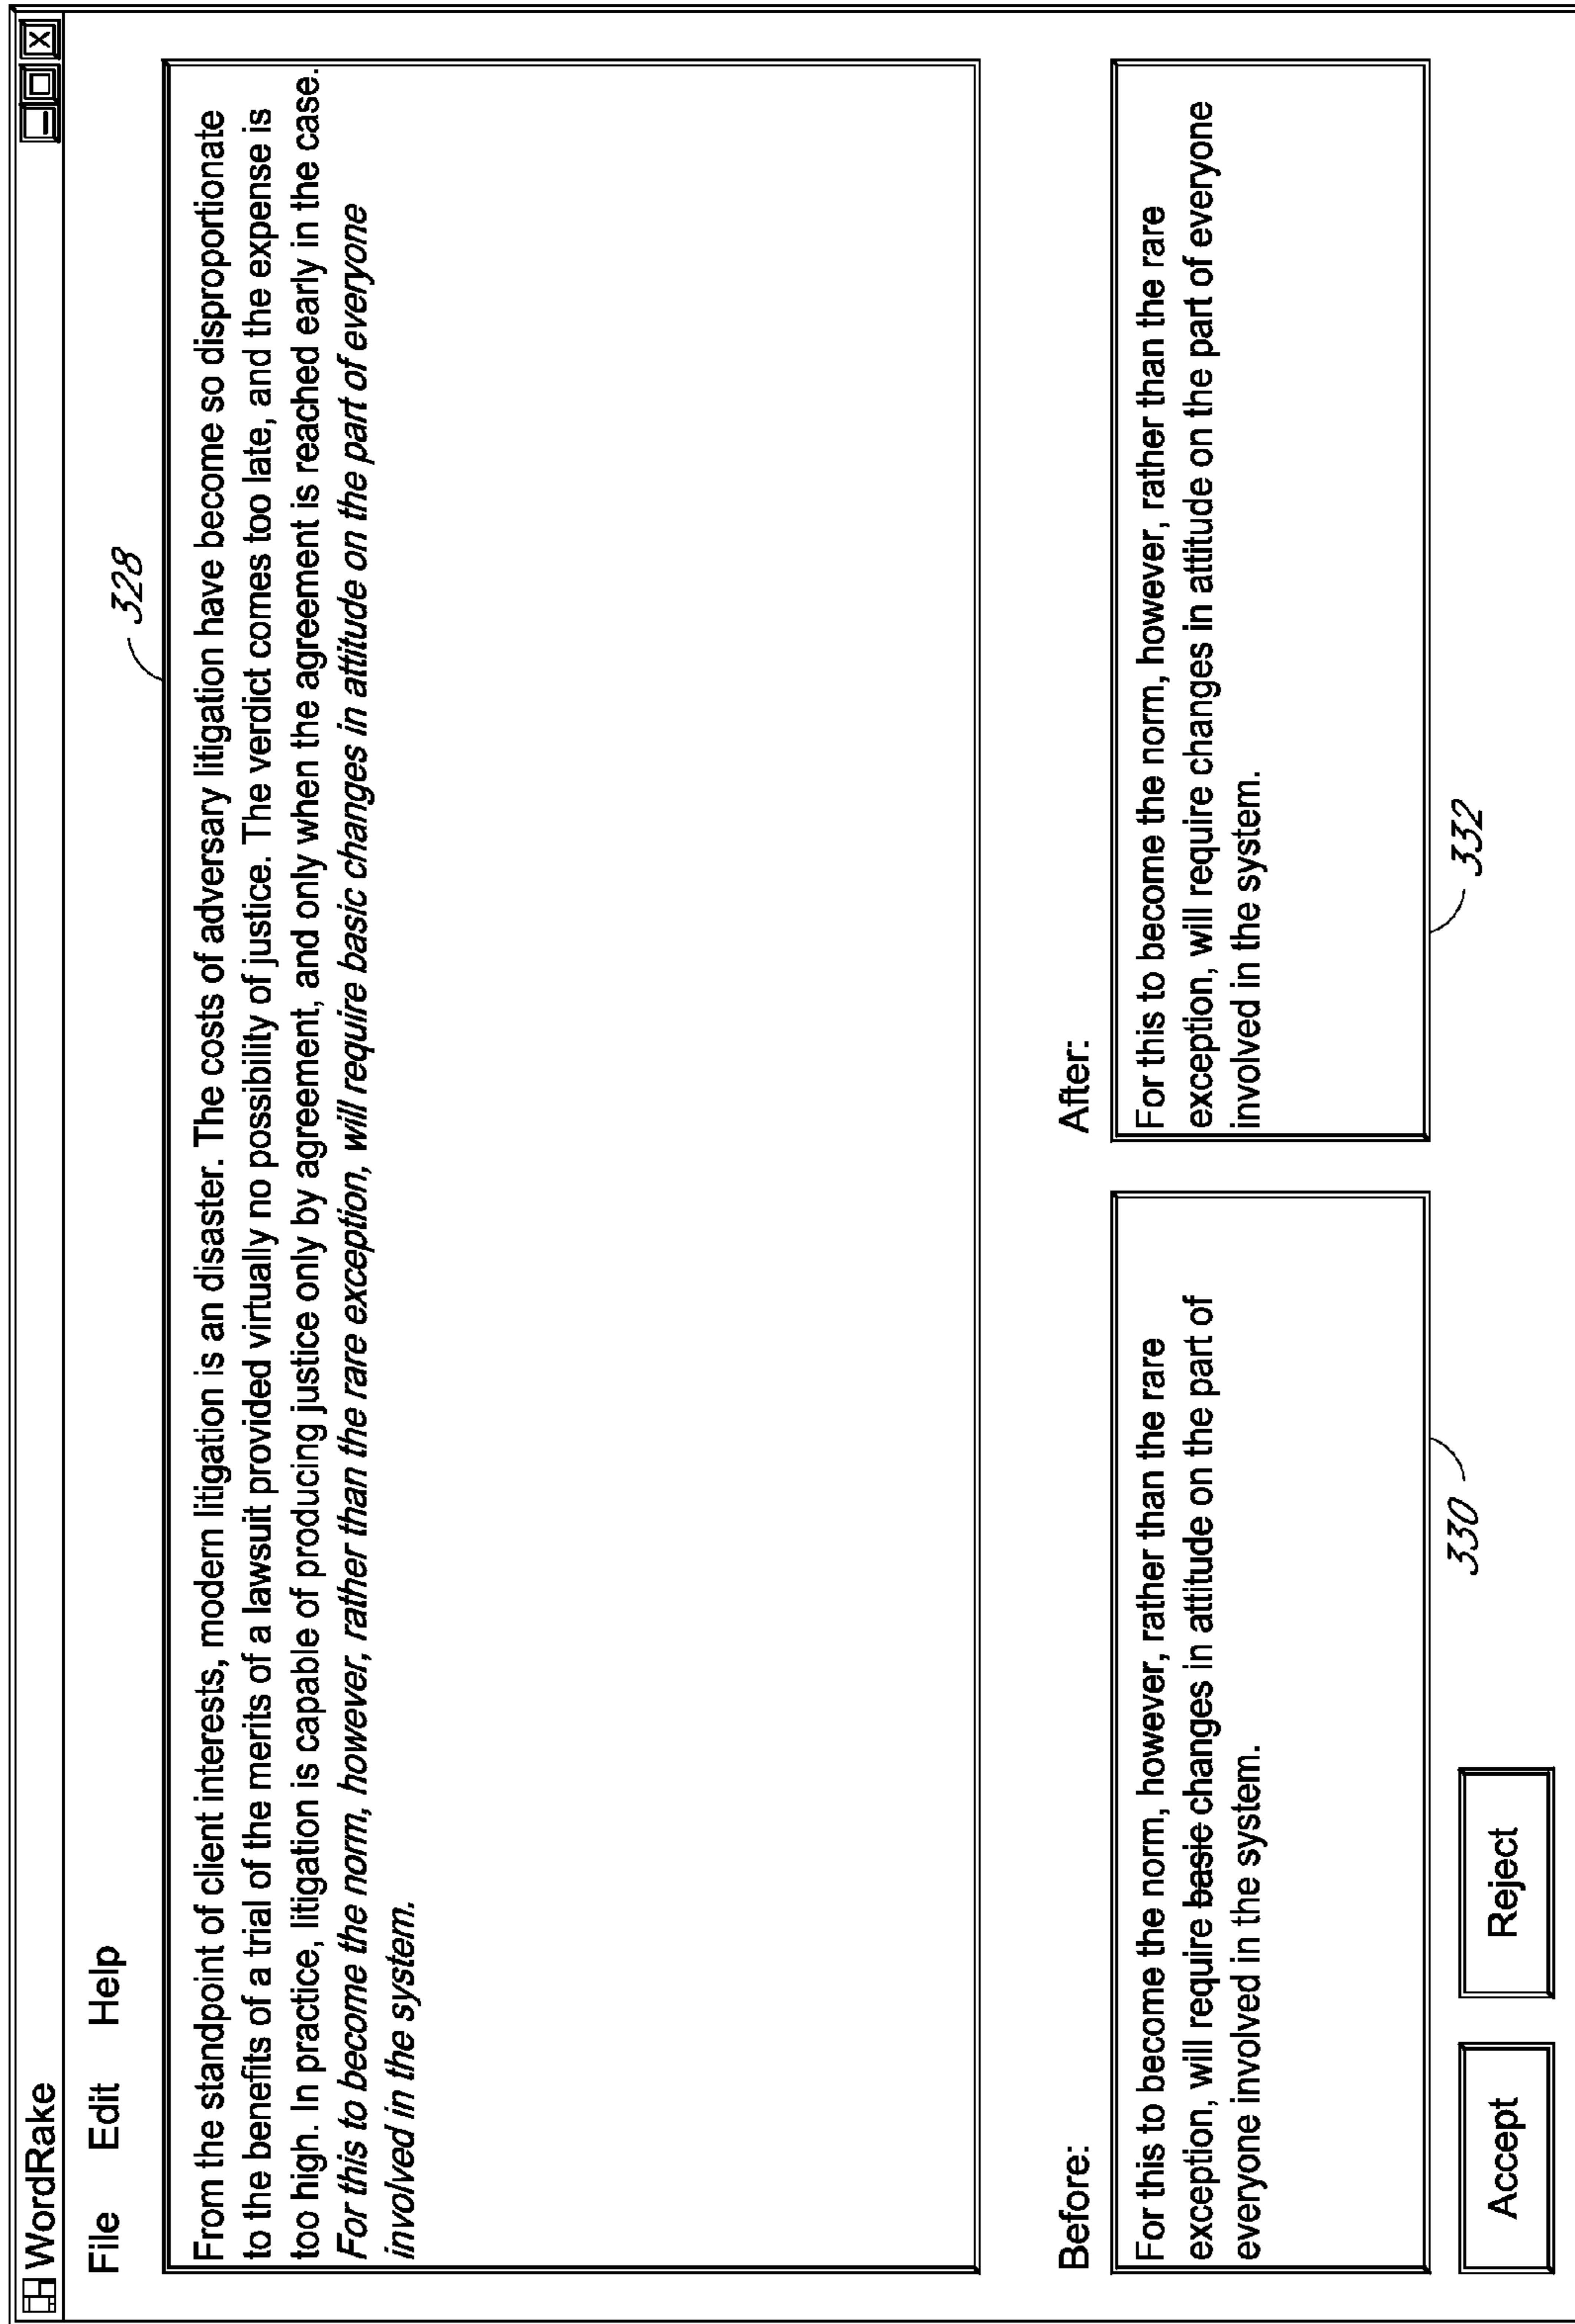 WordRake
File Edit Help
328
From the standpoint of client interests, modern litigation is an disaster. The costs of adversary litigation have become so disproportionate
to the benefits of a trial of the merits of a lawsuit provided virtually no possibility of justice. The verdict comes too late, and the expense is
too high. In practice, litigation is capable of producing justice only by agreement, and only when the agreement is reached early in the case.
For this to become the norm, however, rather than the rare exception, will require basic changes in attitude on the part of everyone
involved in the system.
Before:
For this to become the norm, however, rather than the rare
exception, will require basic changes in attitude on the part of
everyone involved in the system.
330
After:
For this to become the norm, however, rather than the rare
exception, will require changes in attitude on the part of everyone
involved in the system.
332
Accept
Reject